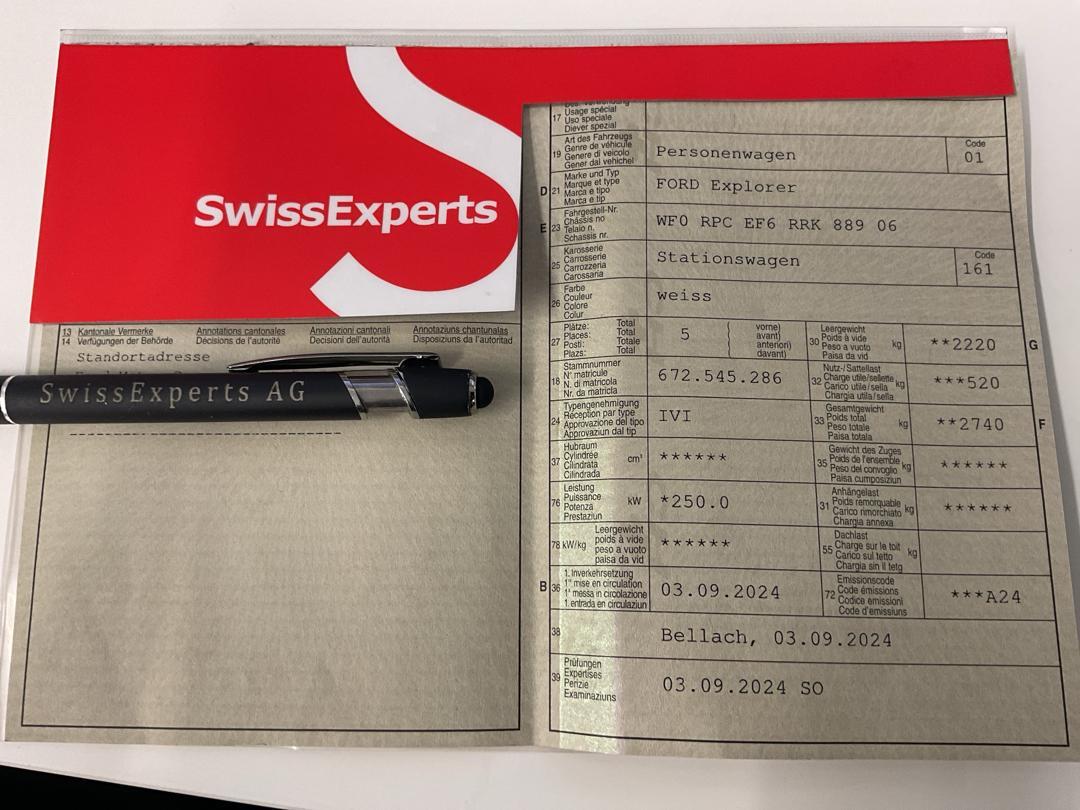 SwissExperts
13 Kantonale Vermerke Annotations cantonales Annotazioni cantonali Annotaziuns chantunalas
14 Verfügungen der Behörde Décisions de l'autorité Decisioni dell'autorità Disposiziuns da l'autoritad
Standortadresse
SwissExperts AG
17
Usage spécial
Uso speciale
Diever spezial
19
Art des Fahrzeugs
Genre de véhicule
Genere di veicolo
Gener dal vehichel
Personenwagen
Code
01
D 21
Marke und Typ
Marque et type
Marca e tipo
Marca e tip
FORD Explorer
E 23
Fahrgestell-Nr.
Châssis no
Telaio n.
Schassis nr.
WF0 RPC EF6 RRK 889 06
25
Karosserie
Carrosserie
Carrozzeria
Carossaria
Stationswagen
Code
161
26
Farbe
Couleur
Colore
Colur
weiss
27
Plätze: Total
Places: Total
Posti: Totale
Plazs: Total
5
vorne)
avant)
anteriori)
davant)
30
Leergewicht
Poids à vide
Peso a vuoto
Paisa da vid
kg
**2220
G
18
Stammnummer
N° matricule
N. di matricola
Nr. da matricla
672.545.286
32
Nutz-/Sattellast
Charge utile/sellette
Carico utile/sella
Chargia utila/sella
kg
***520
24
Typengenehmigung
Réception par type
Approvazione del tipo
Approvaziun dal tip
IVI
33
Gesamtgewicht
Poids total
Peso totale
Paisa totala
kg
**2740
F
37
Hubraum
Cylindrée
Cilindrata
Cilindrada
cm³
******
35
Gewicht des Zuges
Poids de l'ensemble
Peso del convoglio
Paisa cumposiziun
kg
******
76
Leistung
Puissance
Potenza
Prestaziun
kW
*250.0
31
Anhängelast
Poids remorquable
Carico rimorchiato
Chargia annexa
kg
******
78 kW/kg
Leergewicht
poids à vide
peso a vuoto
paisa da vid
******
55
Dachlast
Charge sur le toit
Carico sul tetto
Chargia sin il tetg
kg
B 36
1. Inverkehrsetzung
1re mise en circulation
1a messa in circolazione
1. entrada en circulaziun
03.09.2024
72
Emissionscode
Code émissions
Codice emissioni
Code d'emissiuns
***A24
38
Bellach, 03.09.2024
39
Prüfungen
Expertises
Perizie
Examinaziuns
03.09.2024 SO